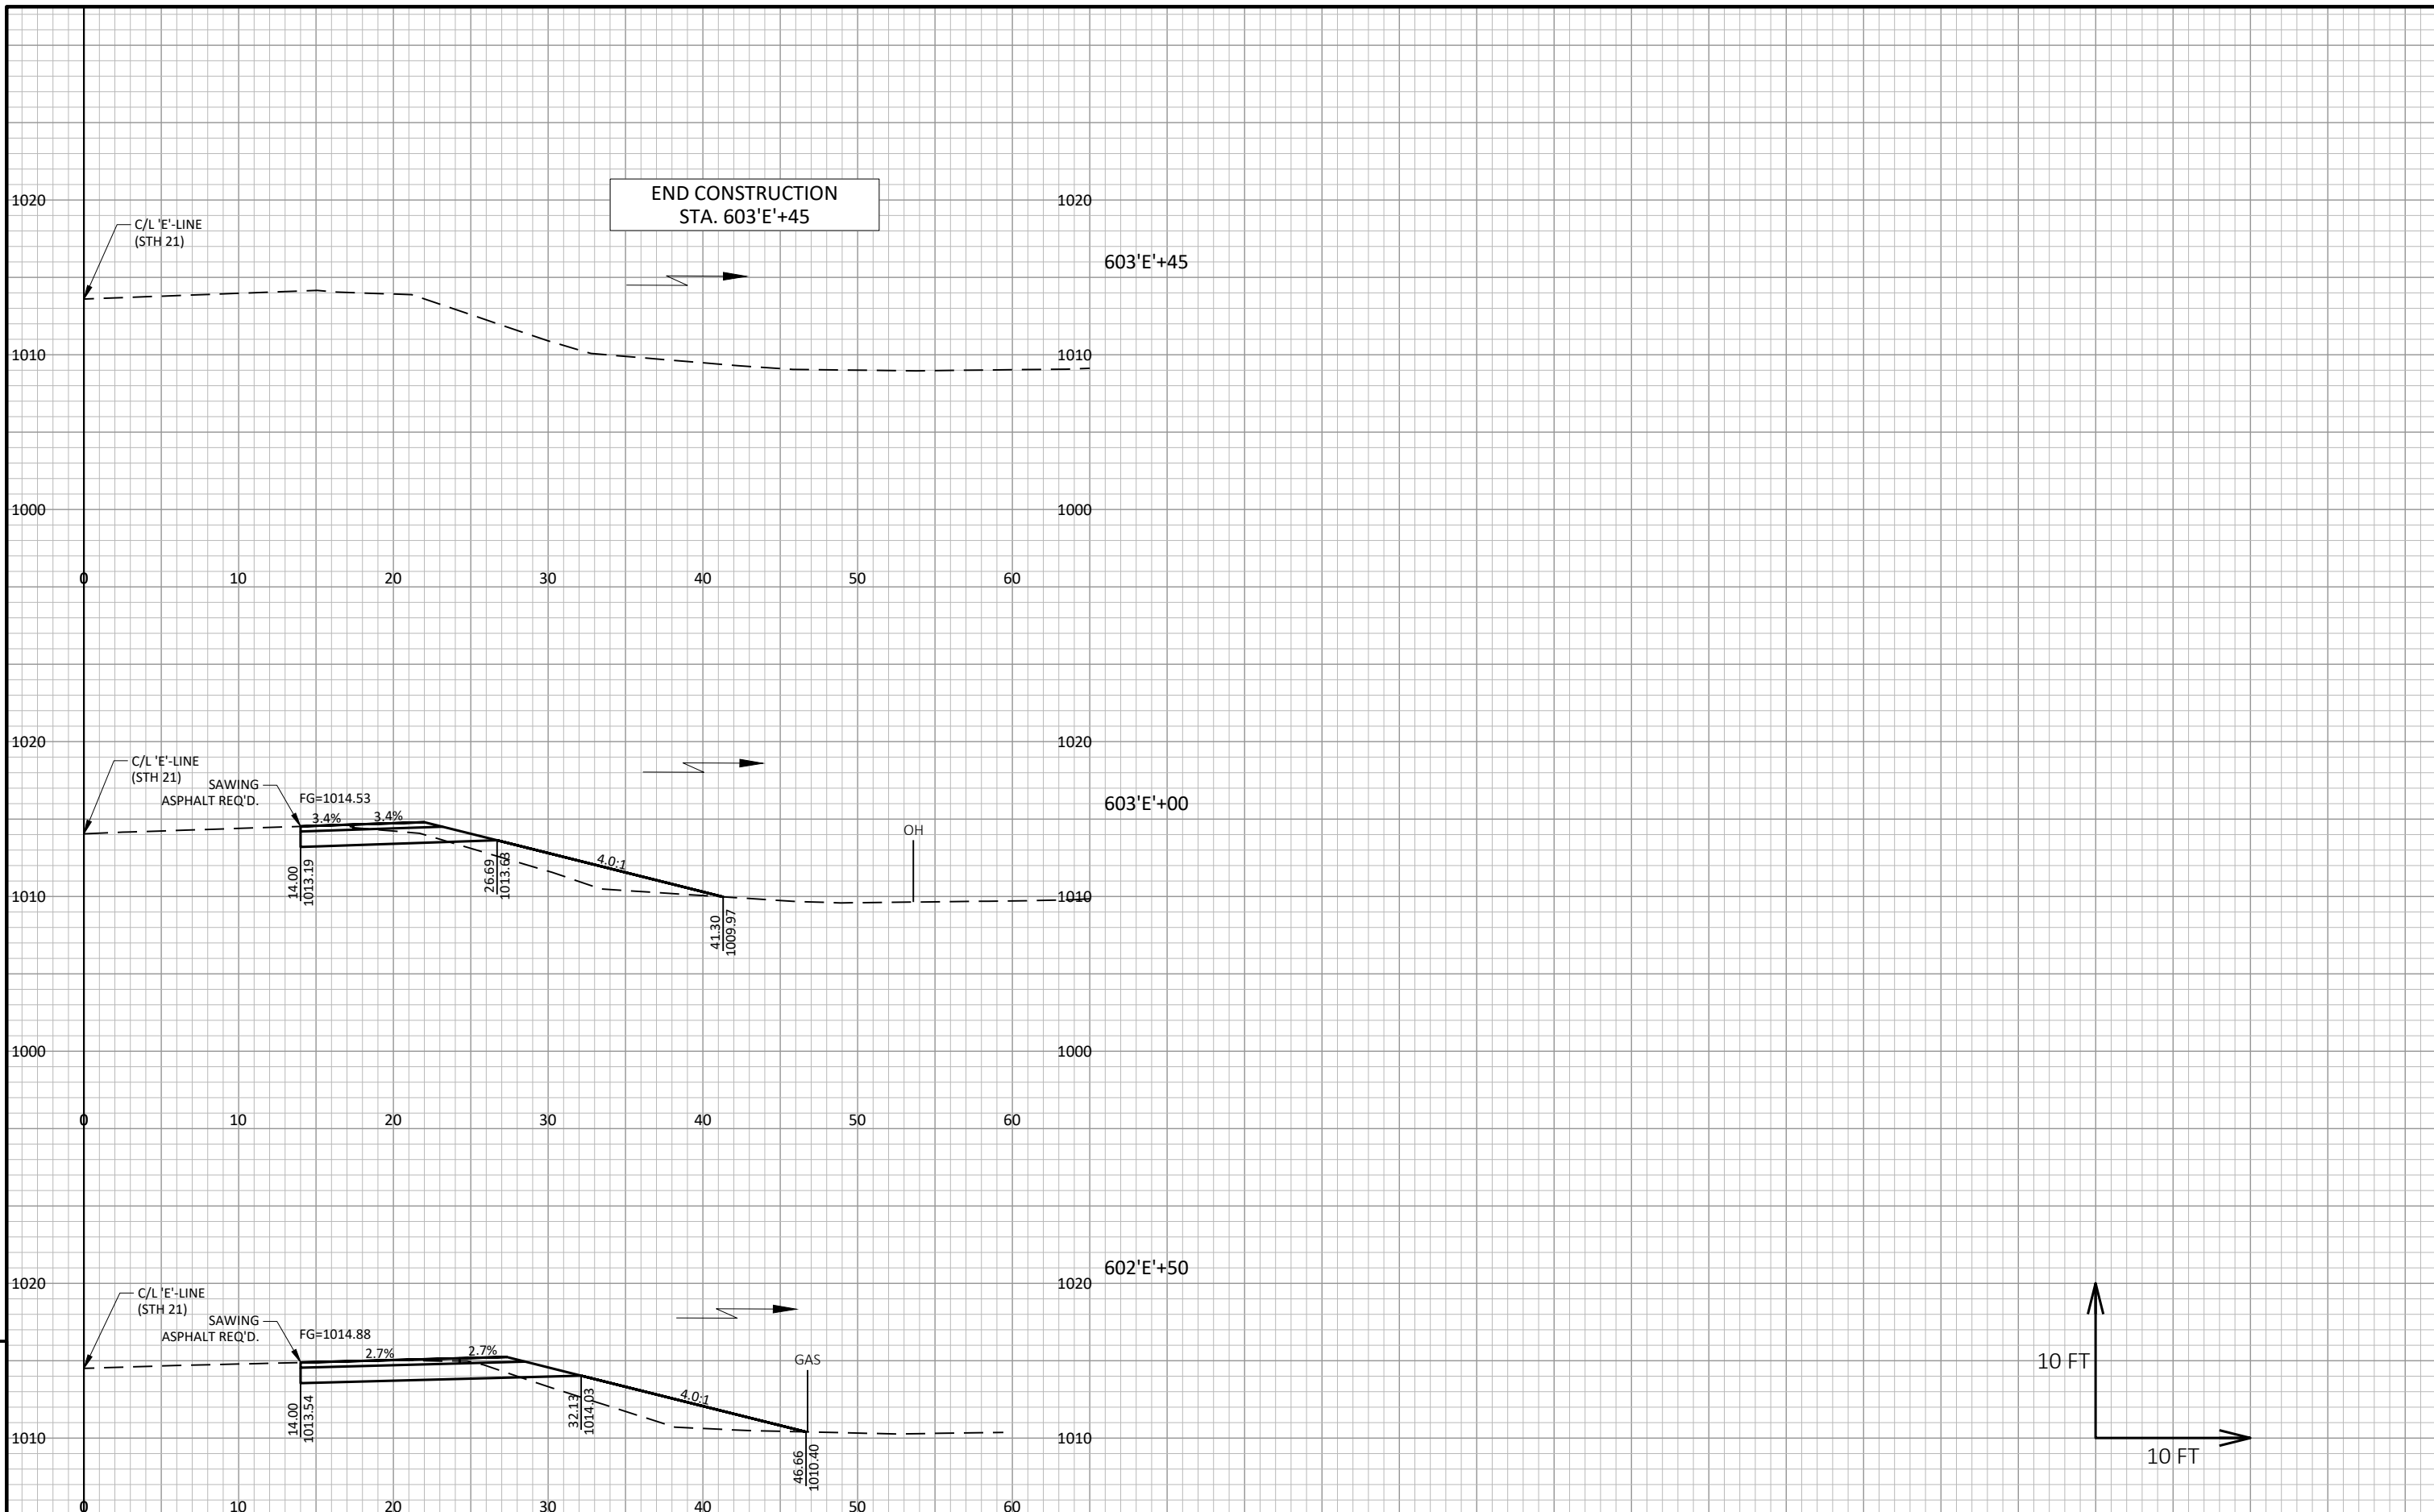 END CONSTRUCTION
STA. 603'E'+45
1020
1020
C/L 'E'-LINE
(STH 21)
603'E'+45
1010
1010
1000
1000
0 10 20 30 40 50 60
1020
1020
C/L 'E'-LINE
(STH 21)
SAWING
ASPHALT REQ'D.
FG=1014.53
3.4%
3.4%
603'E'+00
OH
4.0:1
14.00
1013.19
26.69
1013.63
1010
1010
41.30
1009.97
1000
1000
0 10 20 30 40 50 60
602'E'+50
1020
1020
C/L 'E'-LINE
(STH 21)
SAWING
ASPHALT REQ'D.
FG=1014.88
2.7%
2.7%
GAS
4.0:1
14.00
1013.54
32.13
1014.03
1010
1010
46.66
1010.40
10 FT
10 FT
0 10 20 30 40 50 60